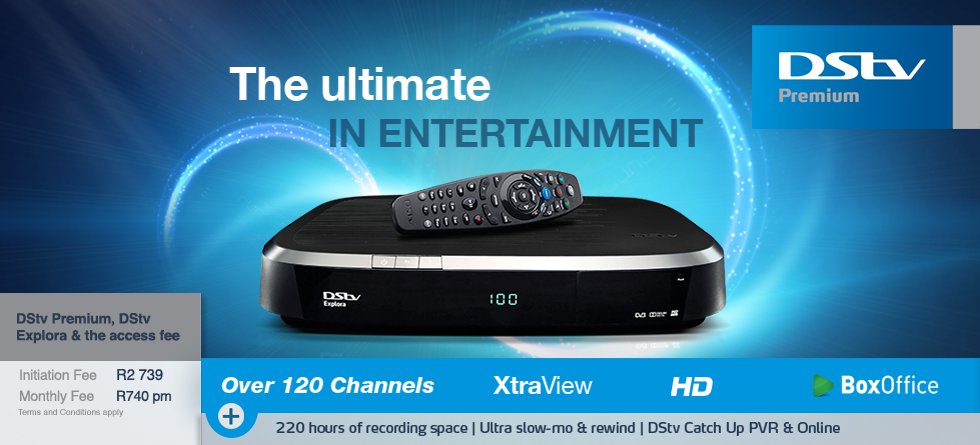 The ultimate
IN ENTERTAINMENT
DStv
Premium
DStv
Explora
100
DStv Premium, DStv
Explora & the access fee
Initiation Fee R2 739
Monthly Fee R740 pm
Terms and Conditions apply
Over 120 Channels XtraView HD BoxOffice
220 hours of recording space | Ultra slow-mo & rewind | DStv Catch Up PVR & Online